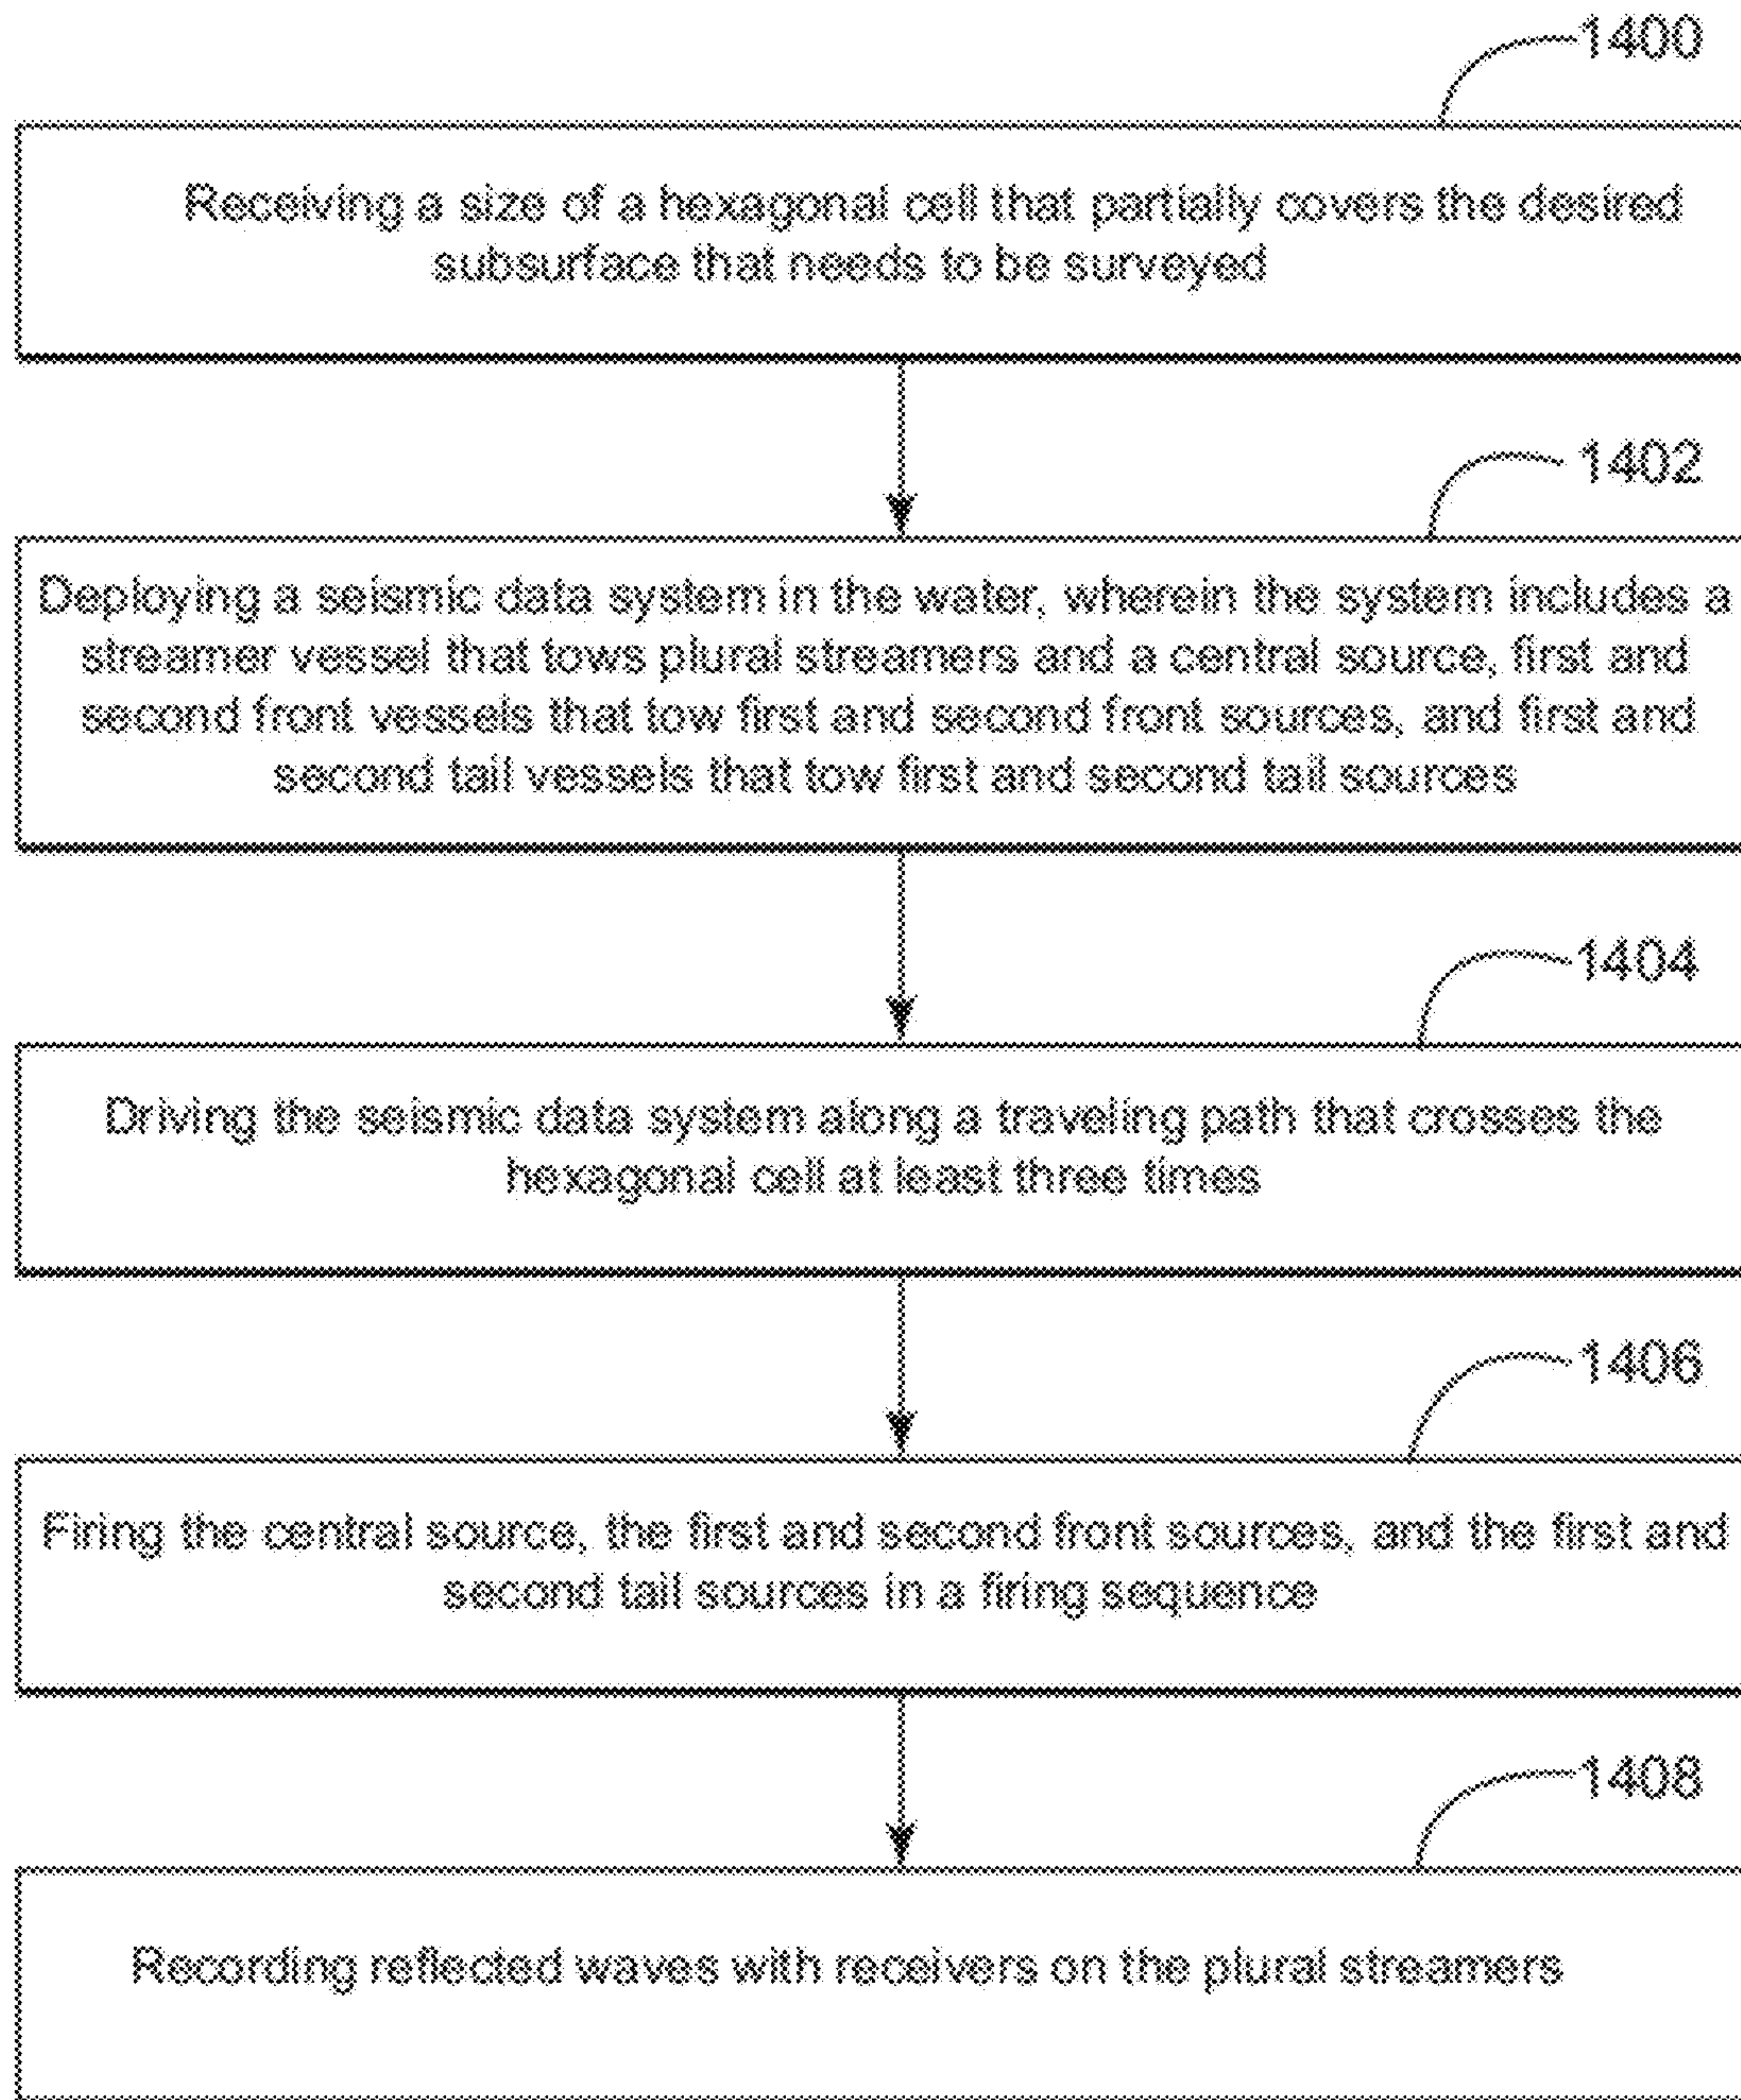 1400
Receiving a size of a hexagonal cell that partially covers the desired
subsurface that needs to be surveyed
1402
Deploying a seismic data system in the water, wherein the system includes a
streamer vessel that tows plural streamers and a central source, first and
second front vessels that tow first and second front sources, and first and
second tail vessels that tow first and second tail sources
1404
Driving the seismic data system along a traveling path that crosses the
hexagonal cell at least three times
1406
Firing the central source, the first and second front sources, and the first and
second tail sources in a firing sequence
1408
Recording reflected waves with receivers on the plural streamers